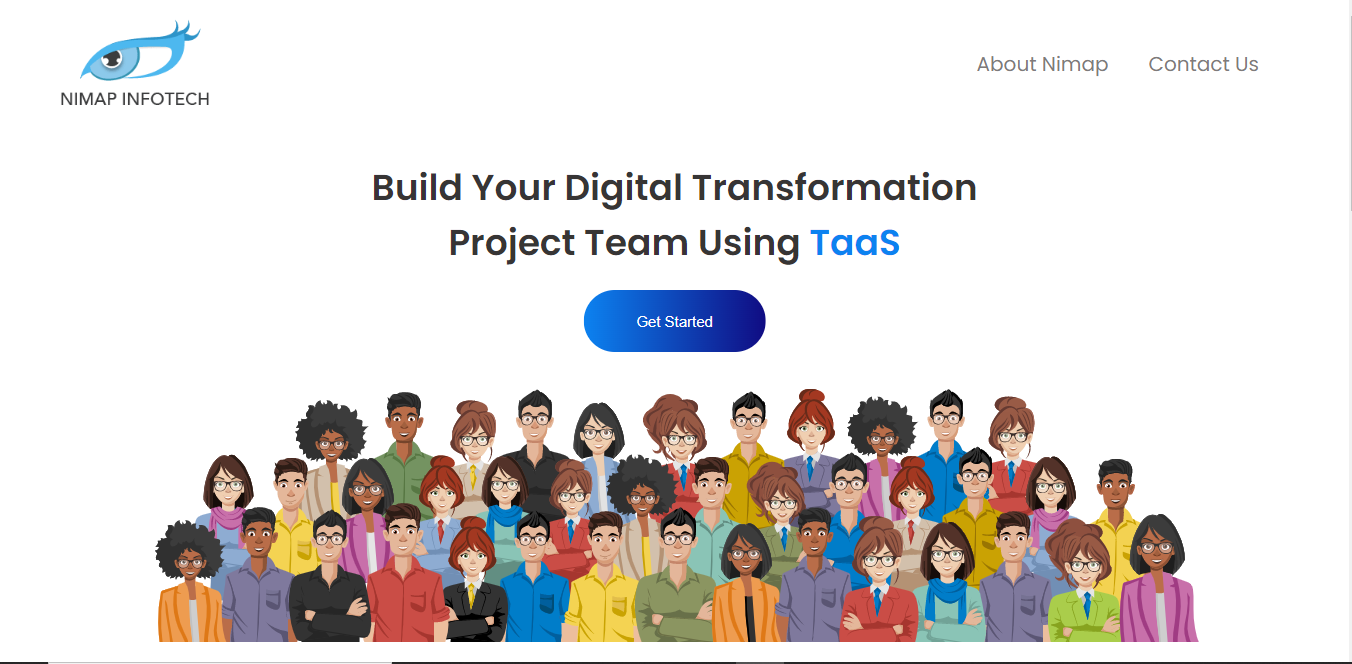 NIMAP INFOTECH
About Nimap
Contact Us
Build Your Digital Transformation
Project Team Using TaaS
Get Started